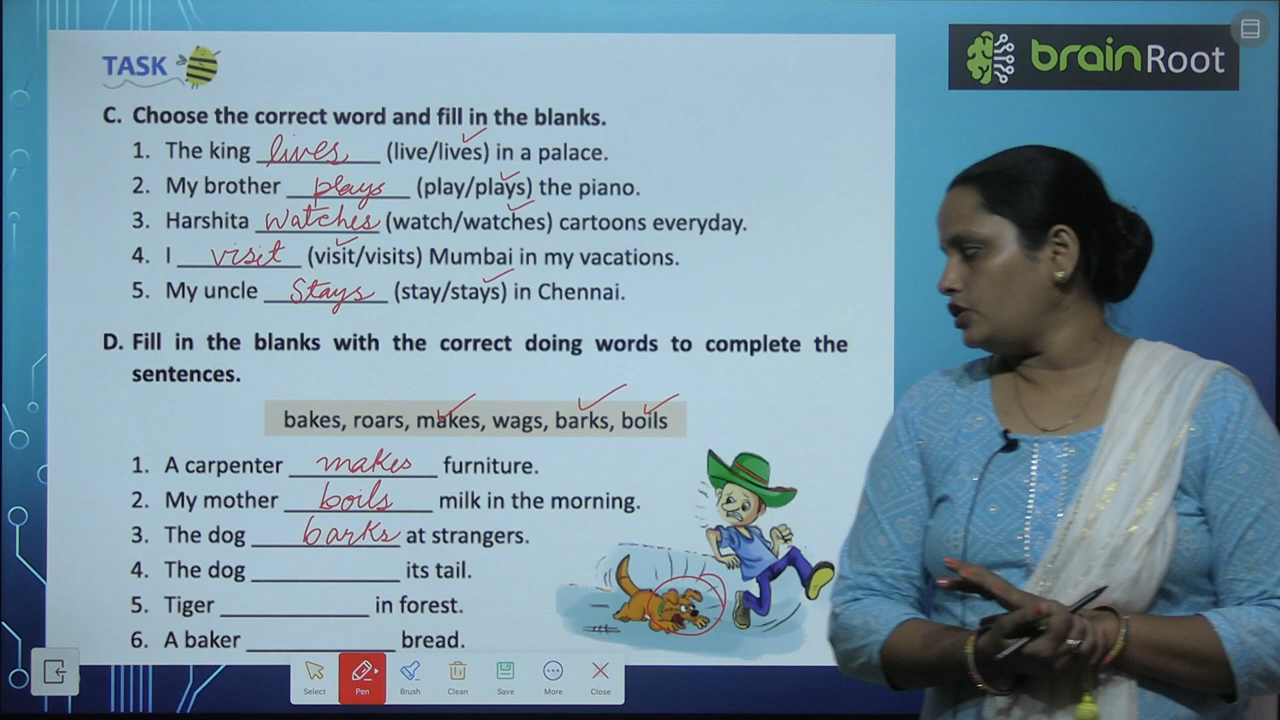 brainRoot
TASK
C. Choose the correct word and fill in the blanks.
1. The king lives (live/lives) in a palace.
2. My brother plays (play/plays) the piano.
3. Harshita watches (watch/watches) cartoons everyday.
4. I visit (visit/visits) Mumbai in my vacations.
5. My uncle Stays (stay/stays) in Chennai.
D. Fill in the blanks with the correct doing words to complete the
sentences.
bakes, roars, makes, wags, barks, boils
1. A carpenter makes furniture.
2. My mother boils milk in the morning.
3. The dog barks at strangers.
4. The dog ____________ its tail.
5. Tiger ____________ in forest.
6. A baker ____________ bread.
Select Pen Brush Clean Save More Close